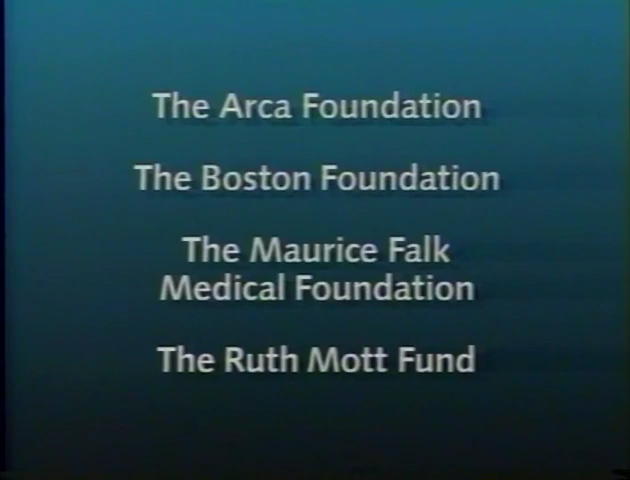 The Arca Foundation
The Boston Foundation
The Maurice Falk
Medical Foundation
The Ruth Mott Fund